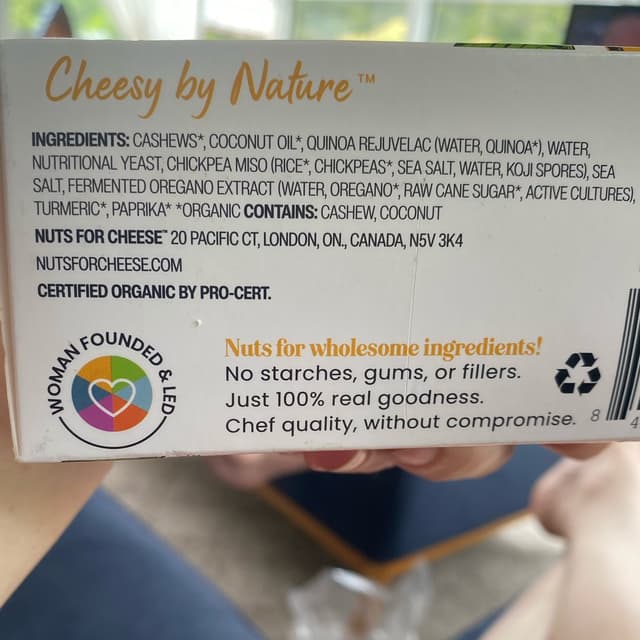 Cheesy by Nature™
INGREDIENTS: CASHEWS*, COCONUT OIL*, QUINOA REJUVELAC (WATER, QUINOA*), WATER,
NUTRITIONAL YEAST, CHICKPEA MISO (RICE*, CHICKPEAS*, SEA SALT, WATER, KOJI SPORES), SEA
SALT, FERMENTED OREGANO EXTRACT (WATER, OREGANO*, RAW CANE SUGAR*, ACTIVE CULTURES),
TURMERIC*, PAPRIKA* *ORGANIC CONTAINS: CASHEW, COCONUT
NUTS FOR CHEESE™ 20 PACIFIC CT, LONDON, ON., CANADA, N5V 3K4
NUTSFORCHEESE.COM
CERTIFIED ORGANIC BY PRO-CERT.
WOMAN FOUNDED & LED
Nuts for wholesome ingredients!
No starches, gums, or fillers.
Just 100% real goodness.
Chef quality, without compromise.
8 4